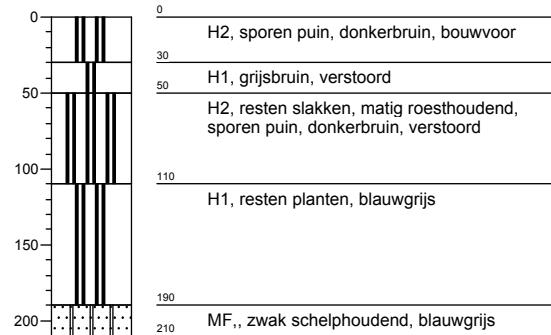 0
0
H2, sporen puin, donkerbruin, bouwvoor
30
H1, grijsbruin, verstoord
50
50
H2, resten slakken, matig roesthoudend,
sporen puin, donkerbruin, verstoord
100
110
H1, resten planten, blauwgrijs
150
190
200
MF,, zwak schelphoudend, blauwgrijs
210